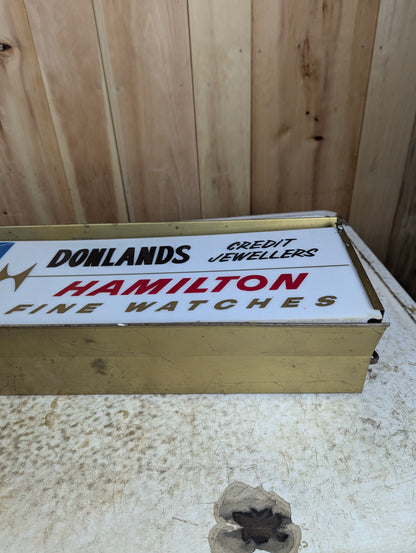 DONLANDS CREDIT JEWELLERS
HAMILTON
FINE WATCHES